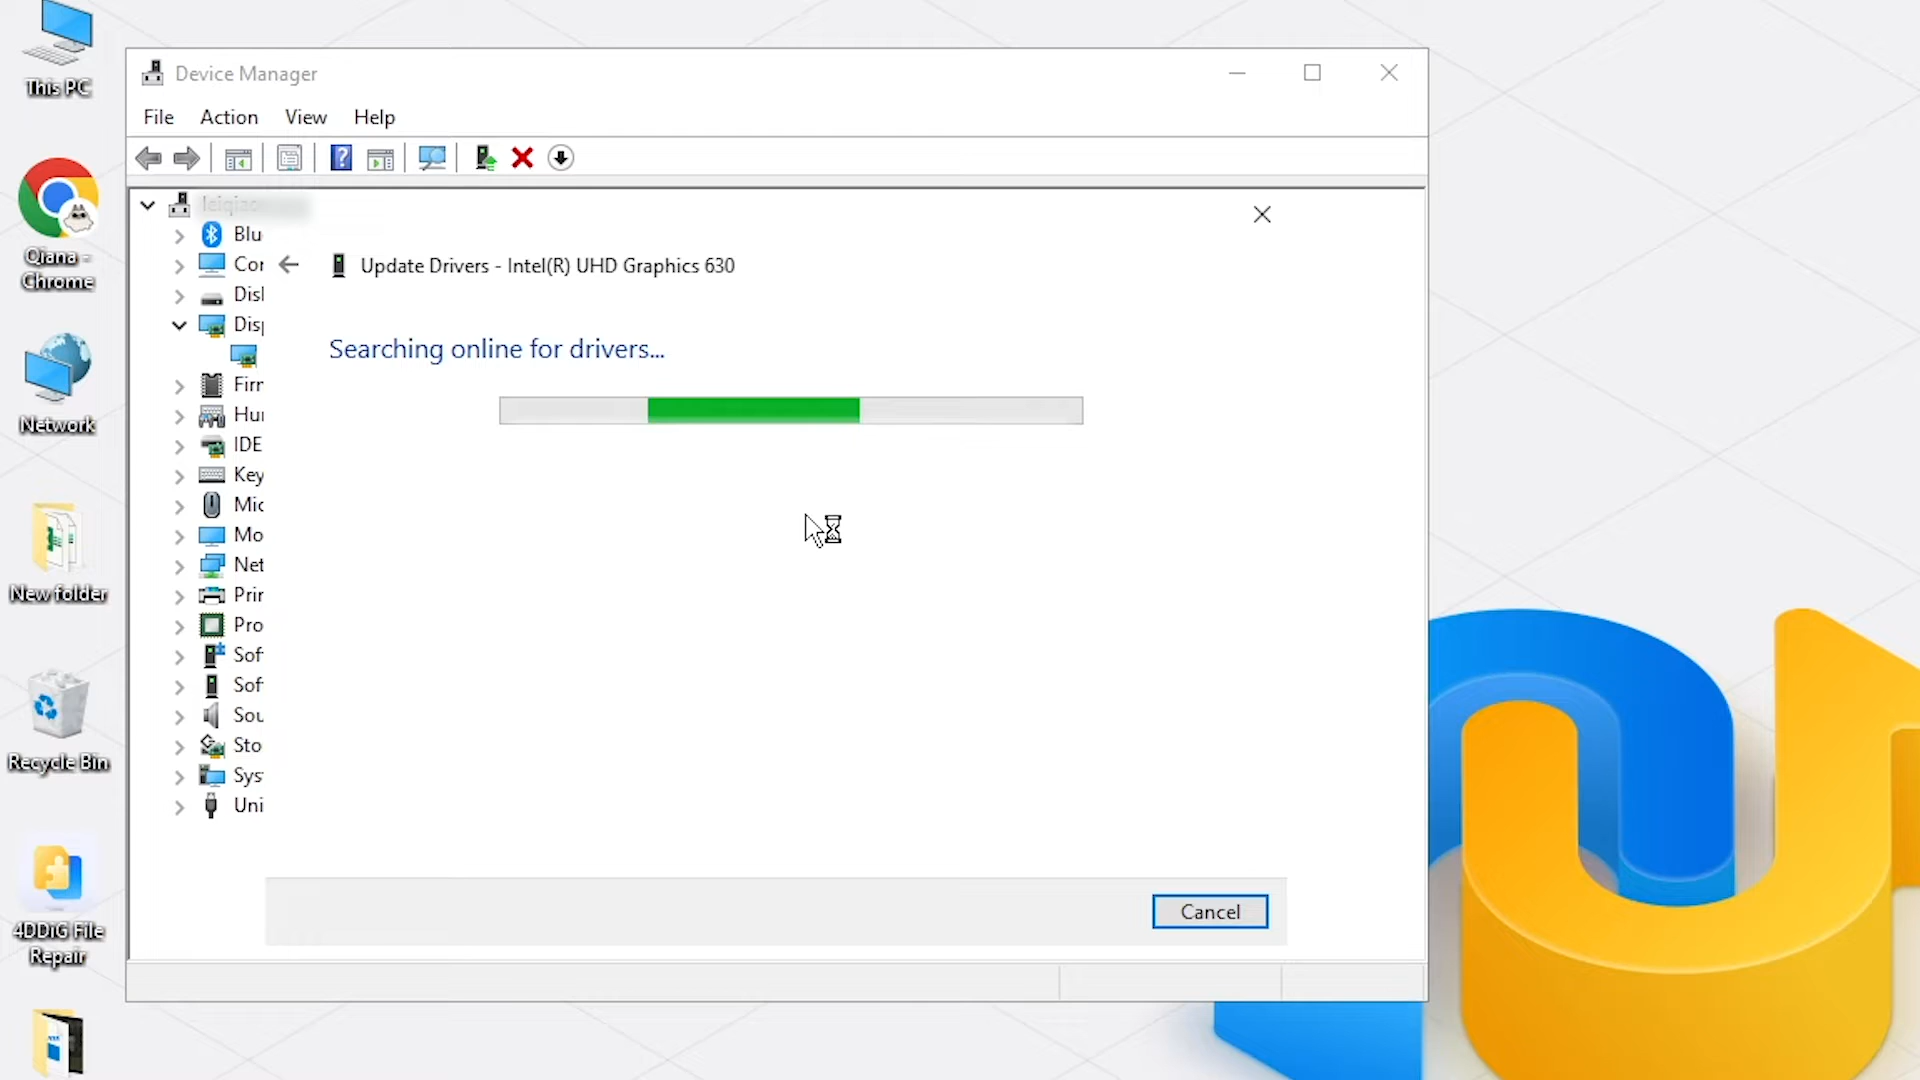 This PC
Qiana -
Chrome
Network
New folder
Recycle Bin
4DDiG File
Repair
Device Manager
File Action View Help
Blu
Cor
Disl
Disp
Firr
Hur
IDE
Key
Mic
Mo
Net
Prir
Pro
Sof
Sof
Sou
Sto
Sys
Uni
Update Drivers - Intel(R) UHD Graphics 630
Searching online for drivers...
Cancel